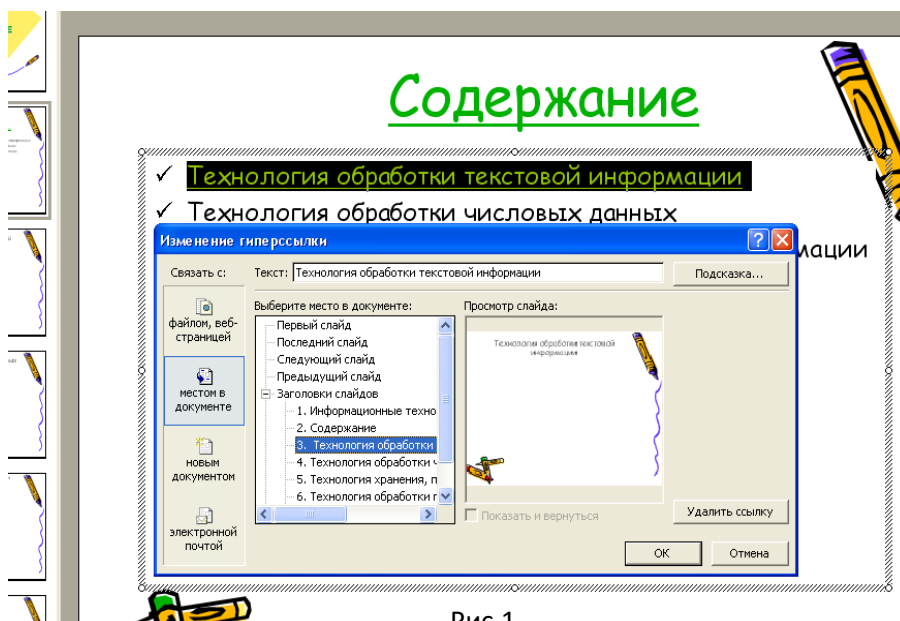 Содержание
✓ Технология обработки текстовой информации
✓ Технология обработки числовых данных
мации
Изменение гиперссылки
Связать с:
Текст: Технология обработки текстовой информации
Подсказка...
файлом, веб-
страницей
местом в
документе
новым
документом
электронной
почтой
Выберите место в документе:
Первый слайд
Последний слайд
Следующий слайд
Предыдущий слайд
Заголовки слайдов
1. Информационные техно
2. Содержание
3. Технология обработки
4. Технология обработки ч
5. Технология хранения, п
6. Технология обработки г
Просмотр слайда:
Технология обработки текстовой
информации
Показать и вернуться
Удалить ссылку
ОК
Отмена
Рис 1